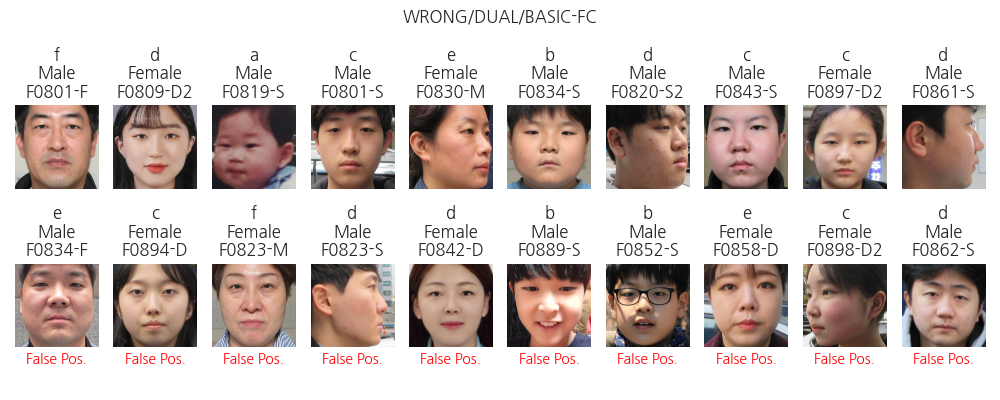 WRONG/DUAL/BASIC-FC
f d a c e b d c c d
Male Female Male Male Female Male Male Male Female Male
F0801-F F0809-D2 F0819-S F0801-S F0830-M F0834-S F0820-S2 F0843-S F0897-D2 F0861-S
e c f d d b b e c d
Male Female Female Male Female Male Male Female Female Male
F0834-F F0894-D F0823-M F0823-S F0842-D F0889-S F0852-S F0858-D F0898-D2 F0862-S
False Pos. False Pos. False Pos. False Pos. False Pos. False Pos. False Pos. False Pos. False Pos. False Pos.